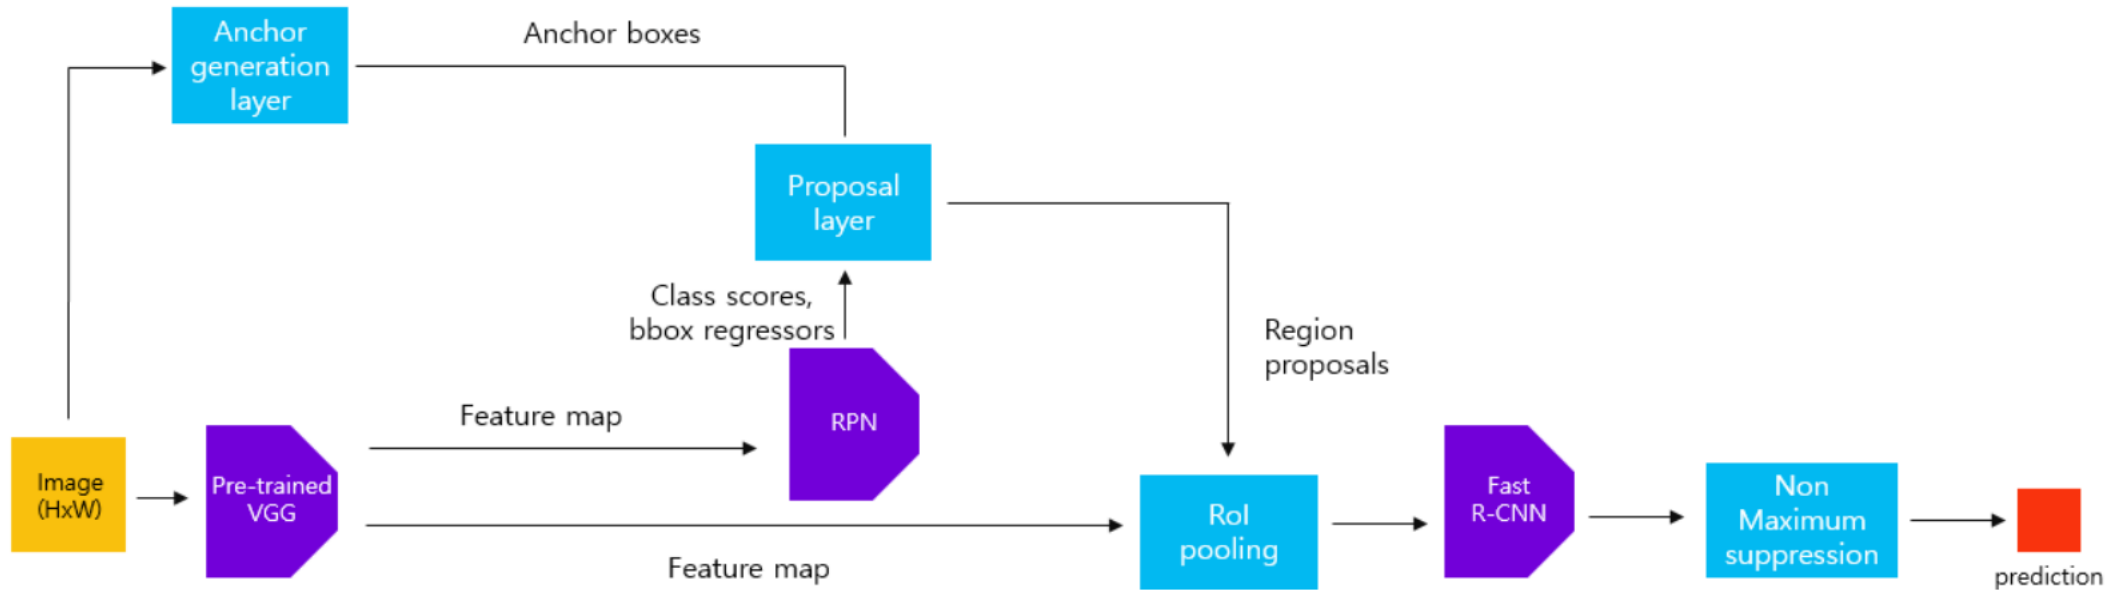 Anchor
generation
layer
Anchor boxes
Proposal
layer
Class scores,
bbox regressors
Region
proposals
Feature map
RPN
Image
(HxW)
Pre-trained
VGG
Feature map
RoI
pooling
Fast
R-CNN
Non
Maximum
suppression
prediction